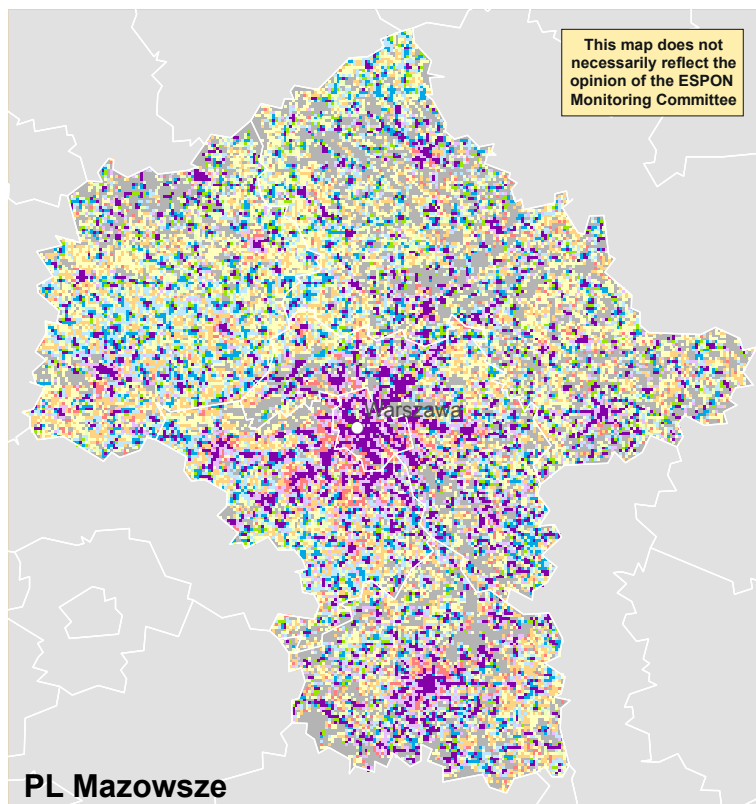 This map does not
necessarily reflect the
opinion of the ESPON
Monitoring Committee
Warszawa
PL Mazowsze